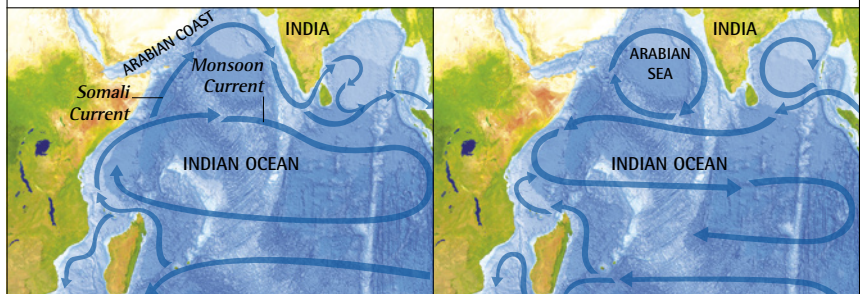 ARABIAN COAST
INDIA
Monsoon
Current
Somali
Current
INDIAN OCEAN
INDIA
ARABIAN
SEA
INDIAN OCEAN